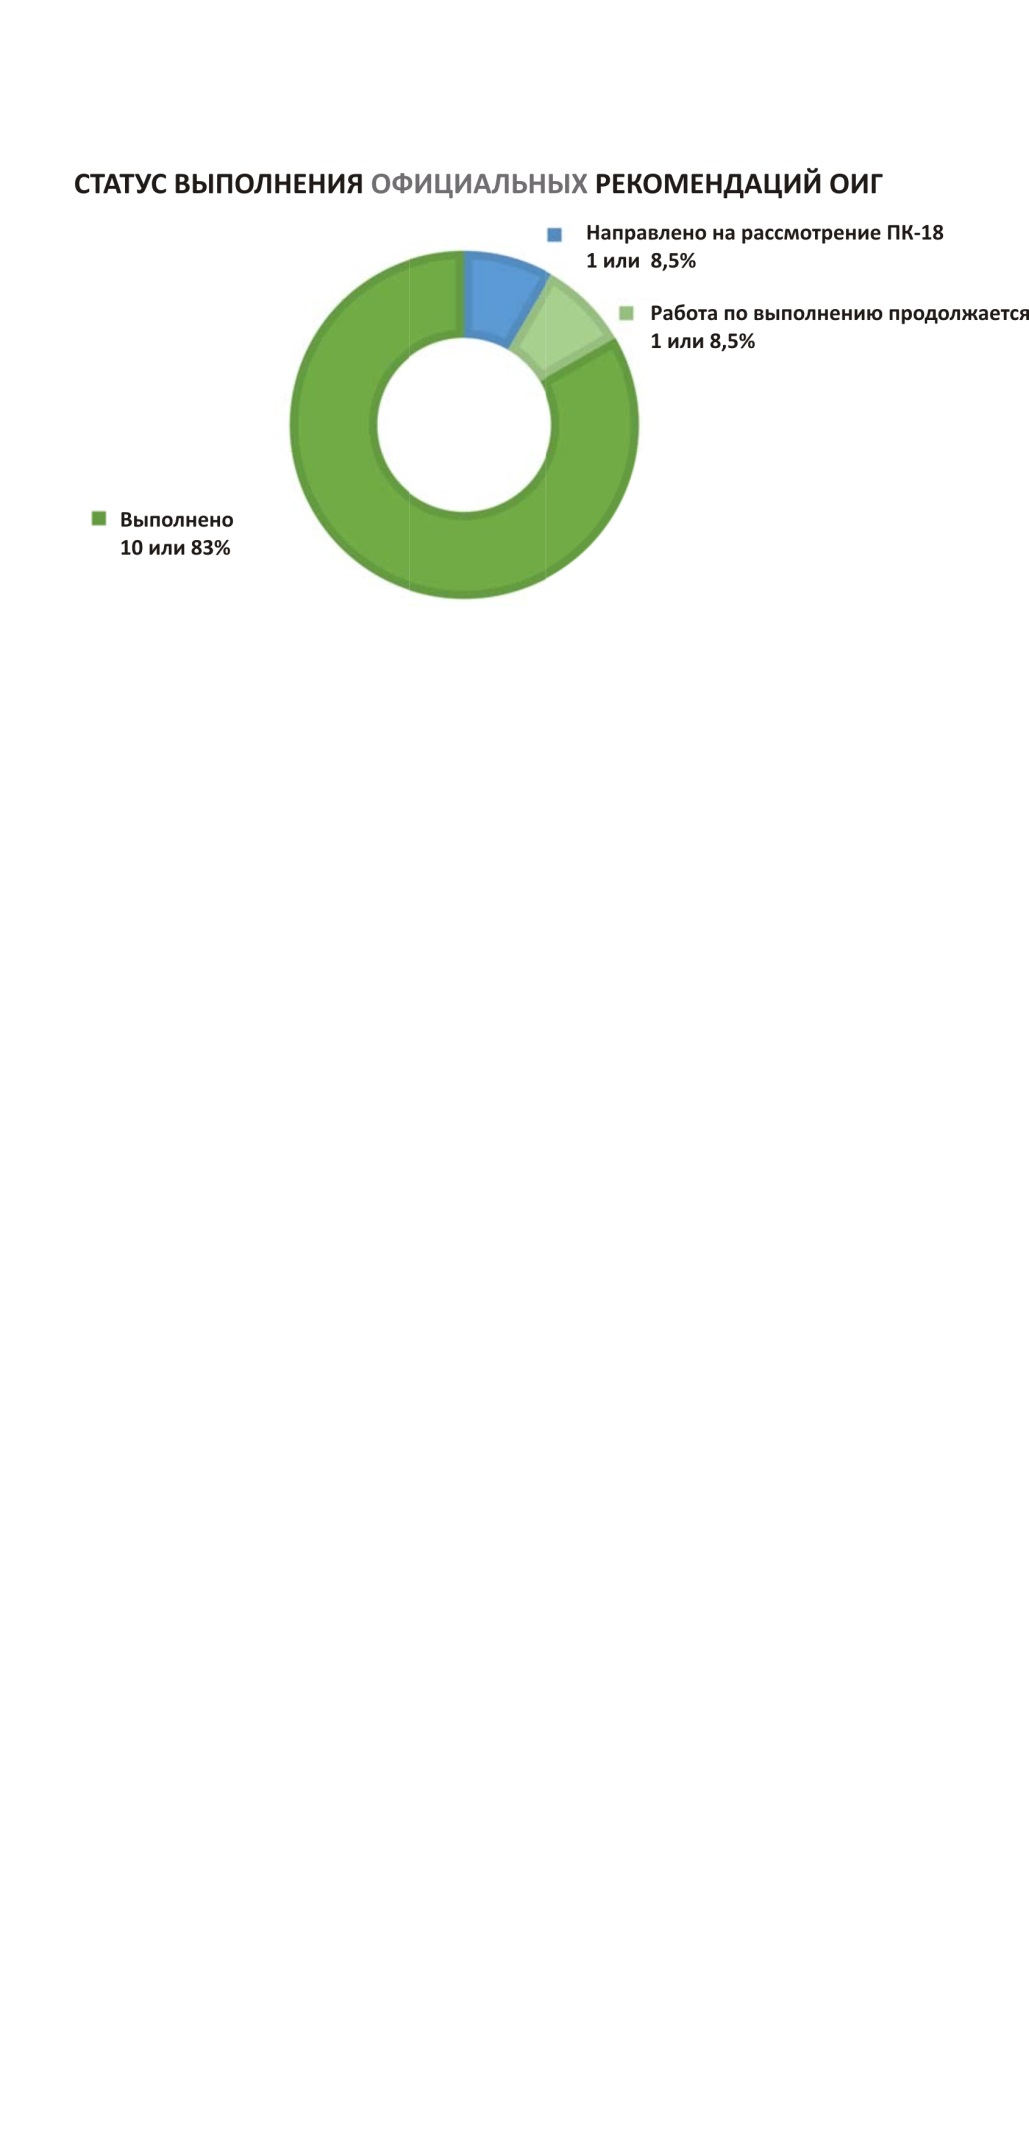 СТАТУС ВЫПОЛНЕНИЯ ОФИЦИАЛЬНЫХ РЕКОМЕНДАЦИЙ ОИГ
Направлено на рассмотрение ПК-18
1 или 8,5%
Работа по выполнению продолжается
1 или 8,5%
Выполнено
10 или 83%